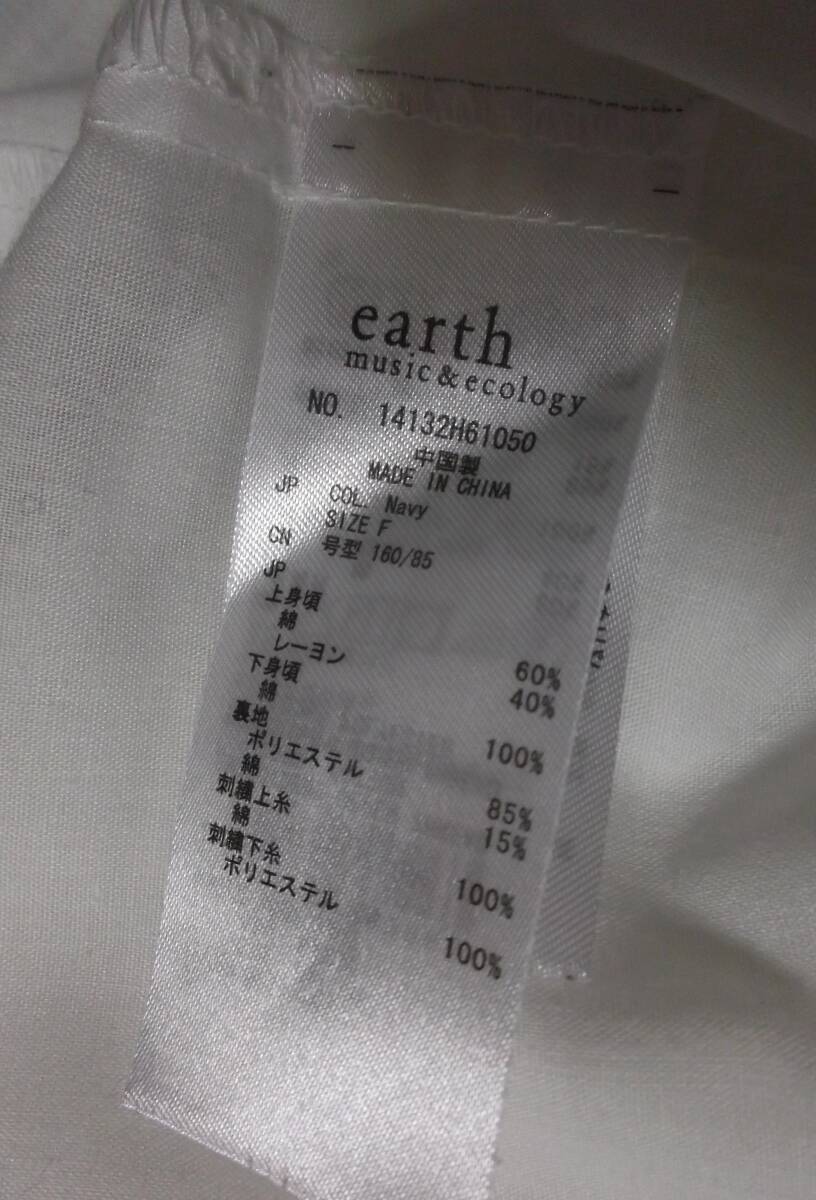 earth
music&ecology
NO. 14132H61050
中国製
MADE IN CHINA
JP COL. Navy
SIZE F
CN 号型 160/85
JP
上身頃
綿 60%
レーヨン 40%
下身頃
綿 100%
裏地
ポリエステル 85%
綿 15%
刺繍上糸
綿 100%
刺繍下糸
ポリエステル 100%